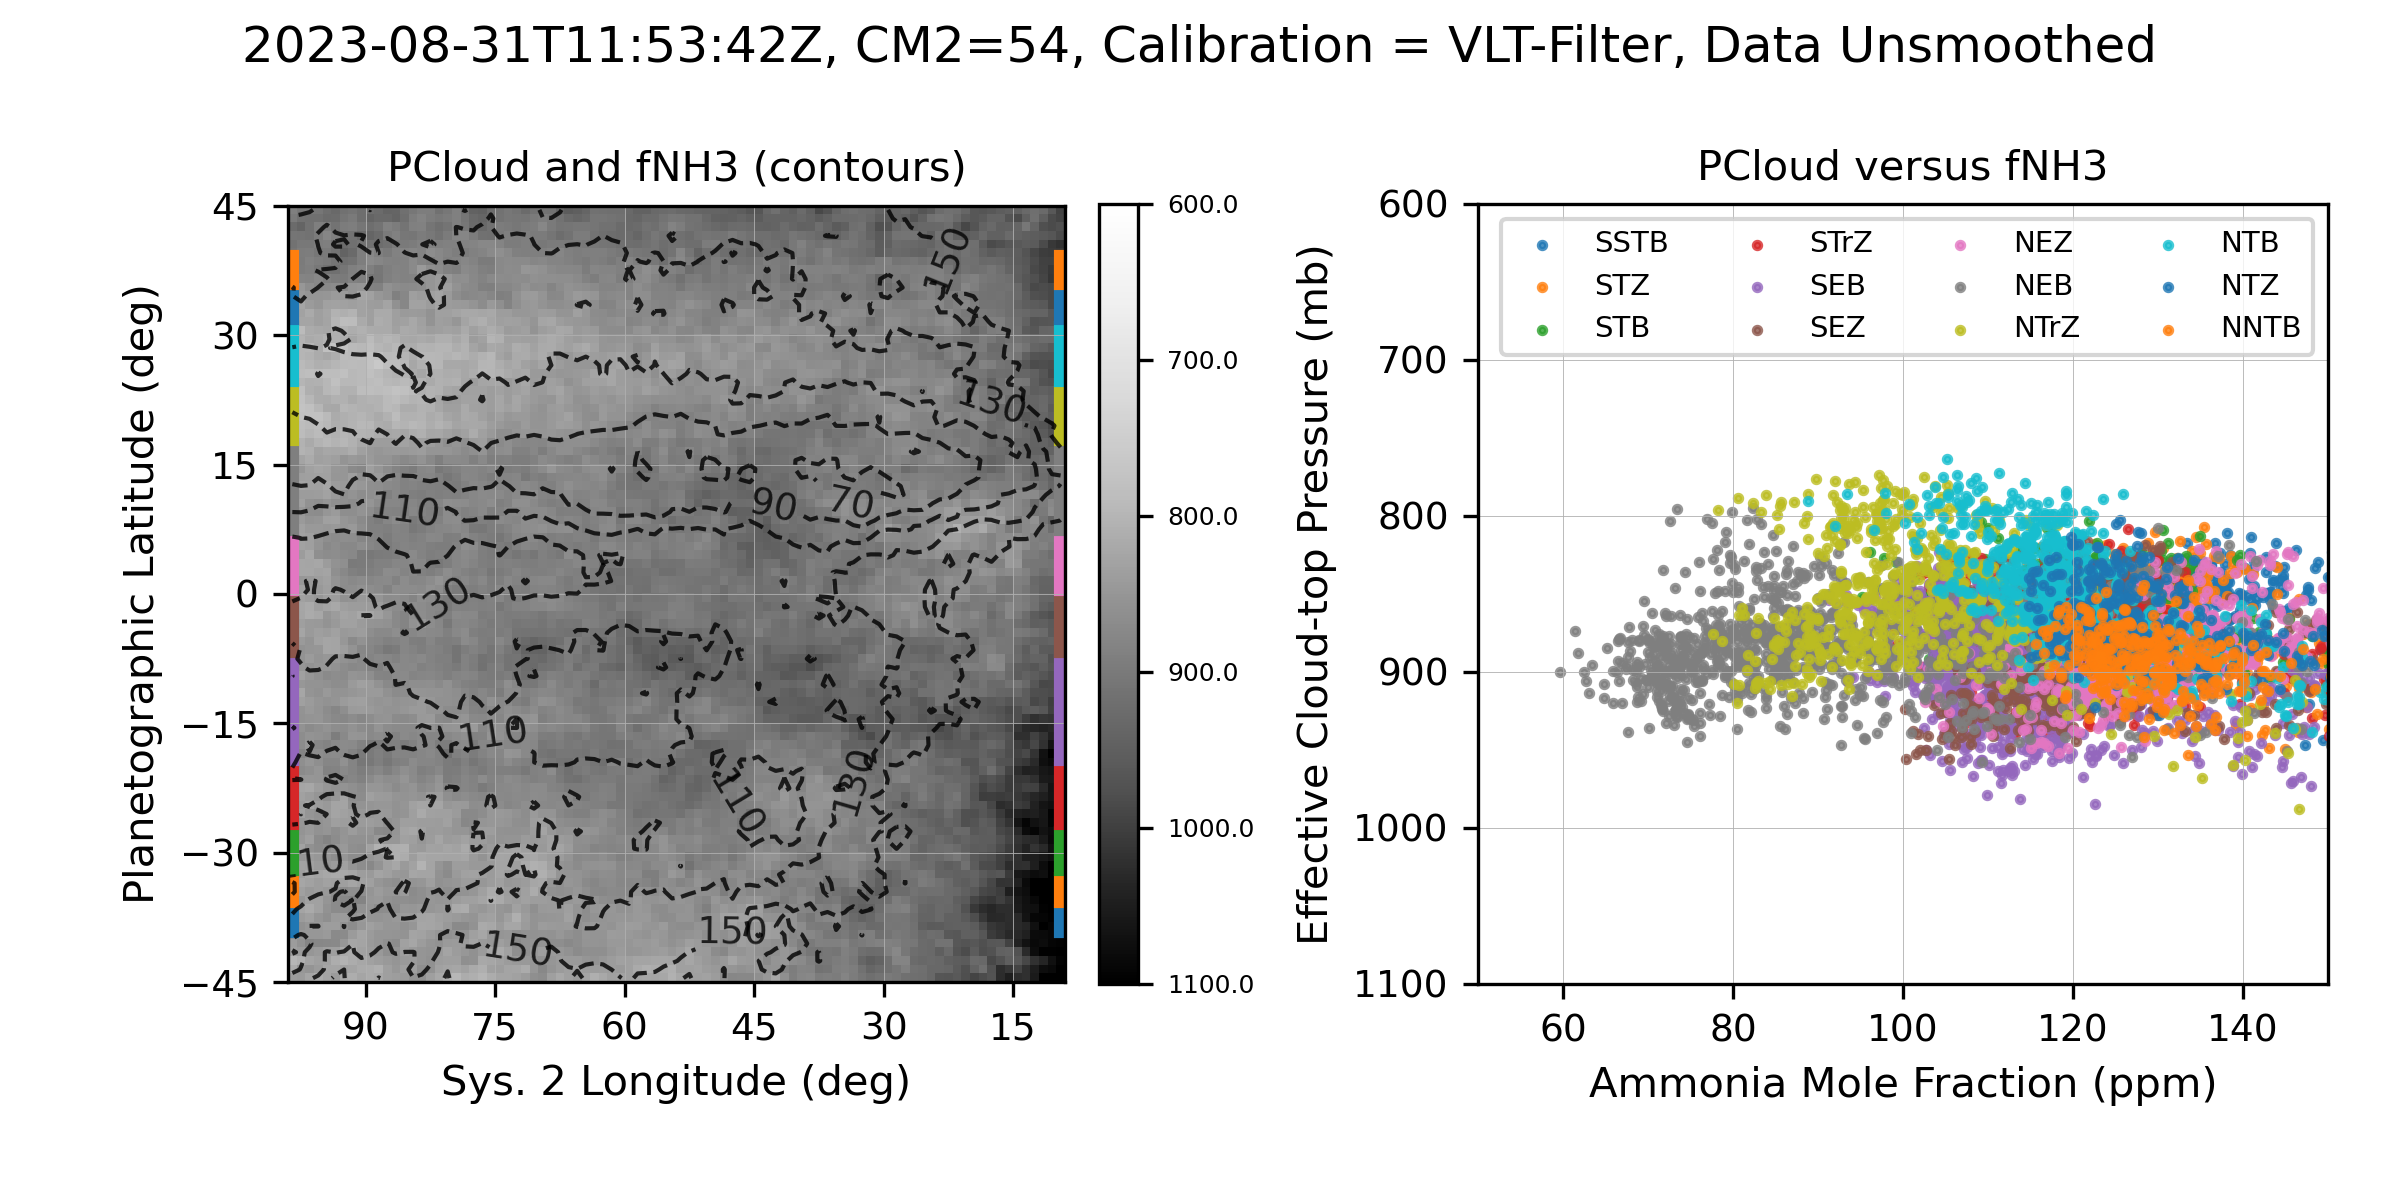 2023-08-31T11:53:42Z, CM2=54, Calibration = VLT-Filter, Data Unsmoothed
PCloud and fNH3 (contours)
Planetographic Latitude (deg)
45
30
15
0
−15
−30
−45
90
75
60
45
30
15
Sys. 2 Longitude (deg)
150
130
110
90
70
130
110
110
130
10
150
150
600.0
700.0
800.0
900.0
1000.0
1100.0
PCloud versus fNH3
Effective Cloud-top Pressure (mb)
600
700
800
900
1000
1100
SSTB
STZ
STB
STrZ
SEB
SEZ
NEZ
NEB
NTrZ
NTB
NTZ
NNTB
60
80
100
120
140
Ammonia Mole Fraction (ppm)